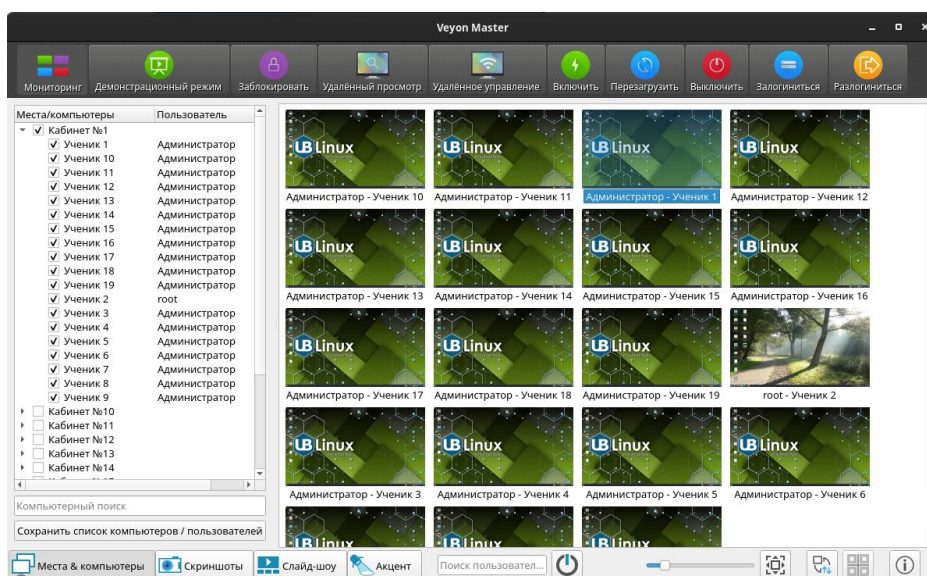 Veyon Master
Мониторинг Демонстрационный режим Заблокировать Удалённый просмотр Удалённое управление Включить Перезагрузить Выключить Залогиниться Разлогиниться
Места/компьютеры Пользователь
Кабинет №1
Ученик 1 Администратор
Ученик 10 Администратор
Ученик 11 Администратор
Ученик 12 Администратор
Ученик 13 Администратор
Ученик 14 Администратор
Ученик 15 Администратор
Ученик 16 Администратор
Ученик 17 Администратор
Ученик 18 Администратор
Ученик 19 Администратор
Ученик 2 root
Ученик 3 Администратор
Ученик 4 Администратор
Ученик 5 Администратор
Ученик 6 Администратор
Ученик 7 Администратор
Ученик 8 Администратор
Ученик 9 Администратор
Кабинет №10
Кабинет №11
Кабинет №12
Кабинет №13
Кабинет №14
Компьютерный поиск
Сохранить список компьютеров / пользователей
UBLinux UBLinux UBLinux UBLinux
Администратор - Ученик 10 Администратор - Ученик 11 Администратор - Ученик 1 Администратор - Ученик 12
UBLinux UBLinux UBLinux UBLinux
Администратор - Ученик 13 Администратор - Ученик 14 Администратор - Ученик 15 Администратор - Ученик 16
UBLinux UBLinux UBLinux
Администратор - Ученик 17 Администратор - Ученик 18 Администратор - Ученик 19 root - Ученик 2
UBLinux UBLinux UBLinux UBLinux
Администратор - Ученик 3 Администратор - Ученик 4 Администратор - Ученик 5 Администратор - Ученик 6
UBLinux UBLinux UBLinux
Места & компьютеры Скриншоты Слайд-шоу Акцент Поиск пользовател...